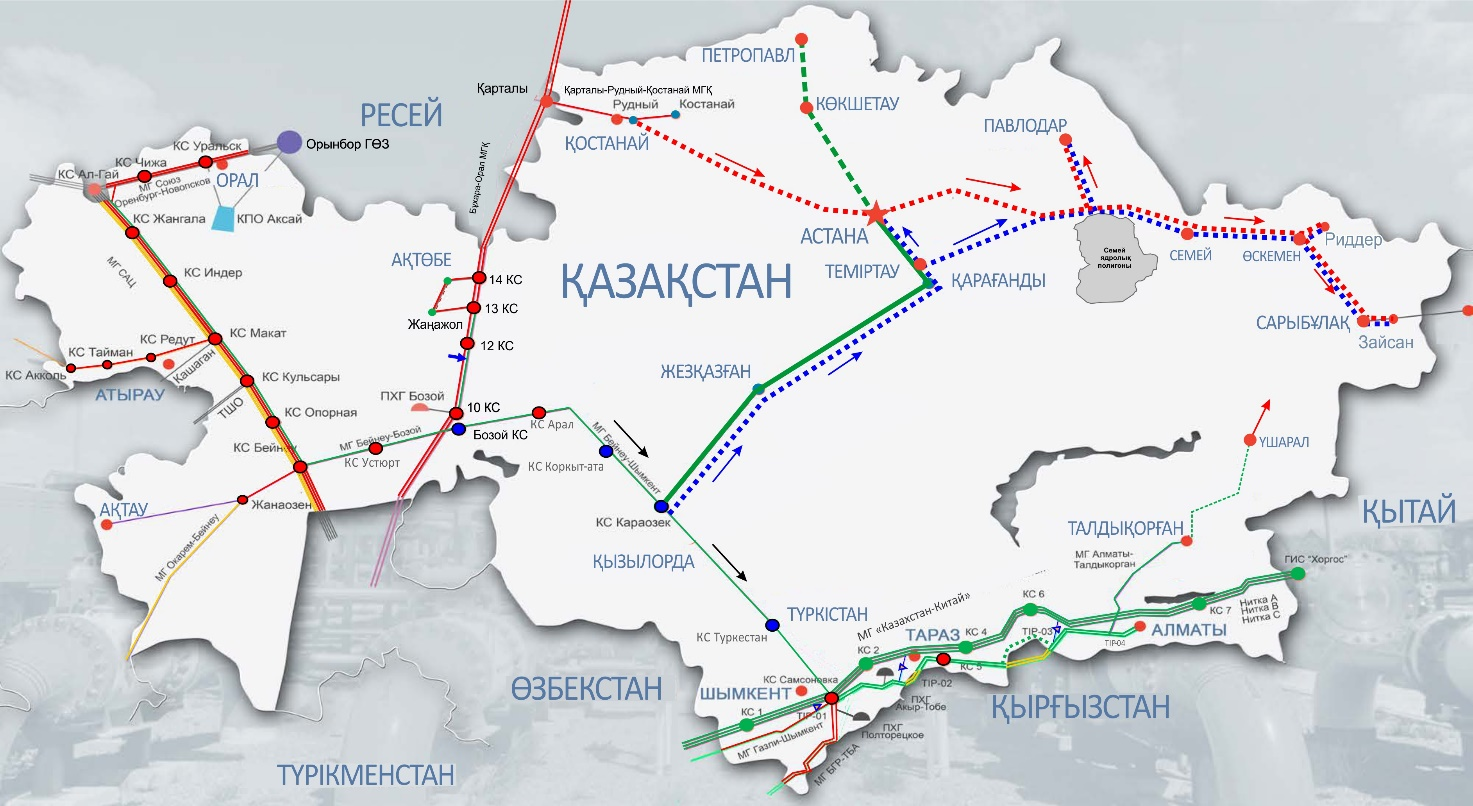 ПЕТРОПАВЛ
КӨКШЕТАУ
Қарталы
Қарталы-Рудный-Қостанай МГҚ
Рудный
Костанай
ҚОСТАНАЙ
РЕСЕЙ
ПАВЛОДАР
КС Уральск
Орынбор ГӨЗ
КС Чижа
КС Ал-Гай
МГ Союз
Оренбург-Новопсков
ОРАЛ
Бұхара-Орал МГҚ
КС Жангала
КПО Аксай
АСТАНА
Риддер
СЕМЕЙ
ӨСКЕМЕН
Семей
ядролық
полигоны
АҚТӨБЕ
ҚАЗАҚСТАН
ТЕМІРТАУ
ҚАРАҒАНДЫ
МГ САЦ
КС Индер
14 КС
13 КС
Жаңажол
САРЫБҰЛАҚ
Зайсан
КС Редут
КС Макат
12 КС
КС Тайман
КС Акколь
Кашаган
ЖЕЗҚАЗҒАН
АТЫРАУ
КС Кульсары
ТШО
ПХГ Бозой
10 КС
КС Опорная
Бозой КС
КС Арал
МГ Бейнеу-Бозой
МГ Бейнеу-Шымкент
КС Бейнеу
КС Устюрт
КС Коркыт-ата
ҮШАРАЛ
Жанаозен
АҚТАУ
КС Караозек
ҚЫТАЙ
МГ Окарем-Бейнеу
ТАЛДЫҚОРҒАН
МГ Алматы-
Талдыкорган
ҚЫЗЫЛОРДА
ГИС "Хоргос"
МГ «Казахстан-Китай»
КС 6
КС 7
Нитка А
Нитка В
Нитка С
ТҮРКІСТАН
КС Туркестан
ТАРАЗ
КС 4
TIP-03
АЛМАТЫ
TIP-04
КС 2
КС 5
КС Самсоновка
TIP-02
ШЫМКЕНТ
ӨЗБЕКСТАН
ПХГ
Акыр-Тобе
ҚЫРҒЫЗСТАН
КС 1
TIP-01
ПХГ
Полторецкое
МГ Газли-Шымкент
МГ БГР-ТБА
ТҮРІКМЕНСТАН